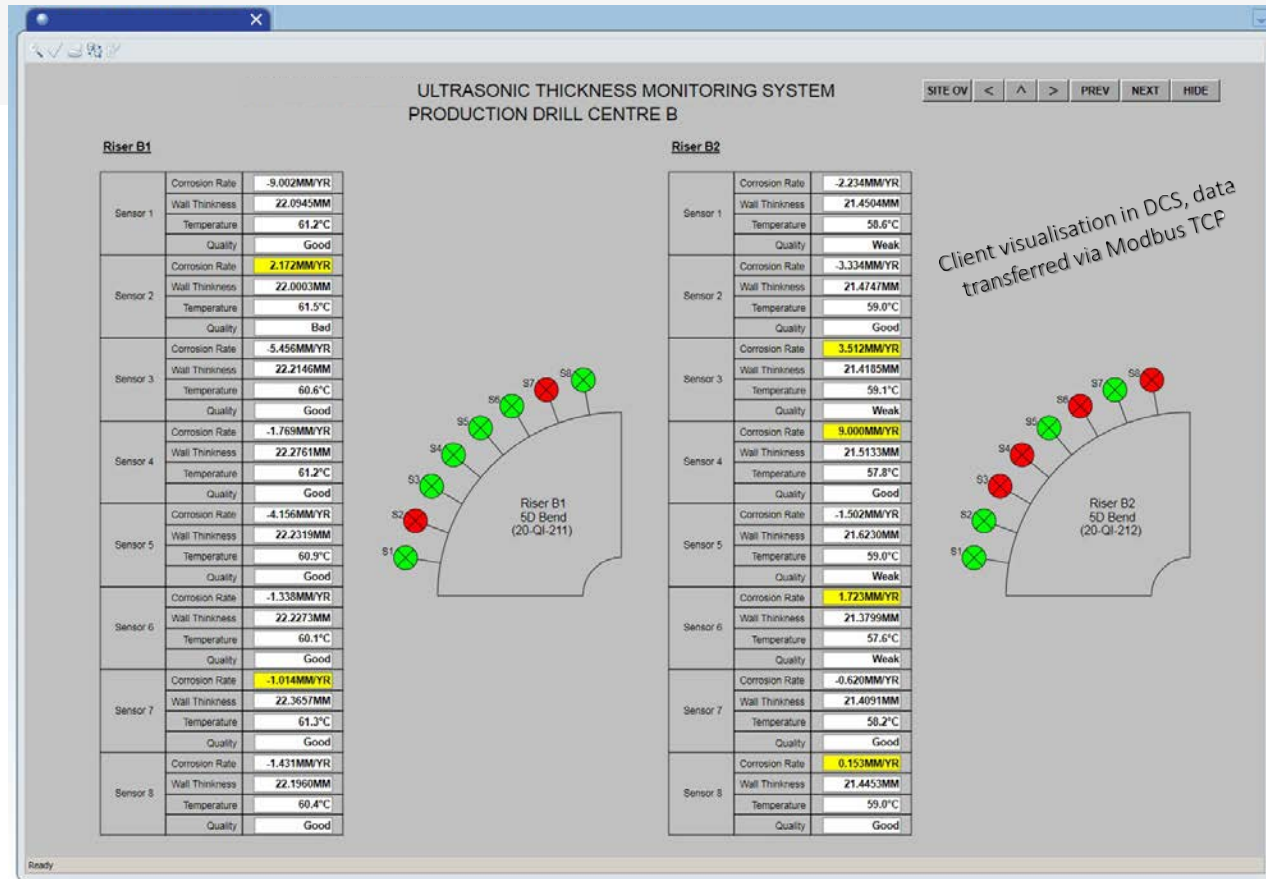 ULTRASONIC THICKNESS MONITORING SYSTEM
PRODUCTION DRILL CENTRE B
SITE OV < ^ > PREV NEXT HIDE
Riser B1
Sensor 1
Corrosion Rate -9.002MM/YR
Wall Thinkness 22.0945MM
Temperature 61.2°C
Quality Good
Sensor 2
Corrosion Rate 2.172MM/YR
Wall Thinkness 22.0003MM
Temperature 61.5°C
Quality Bad
Sensor 3
Corrosion Rate -5.456MM/YR
Wall Thinkness 22.2146MM
Temperature 60.6°C
Quality Good
Sensor 4
Corrosion Rate -1.769MM/YR
Wall Thinkness 22.2761MM
Temperature 61.2°C
Quality Good
Sensor 5
Corrosion Rate -4.156MM/YR
Wall Thinkness 22.2319MM
Temperature 60.9°C
Quality Good
Sensor 6
Corrosion Rate -1.338MM/YR
Wall Thinkness 22.2273MM
Temperature 60.1°C
Quality Good
Sensor 7
Corrosion Rate -1.014MM/YR
Wall Thinkness 22.3657MM
Temperature 61.3°C
Quality Good
Sensor 8
Corrosion Rate -1.431MM/YR
Wall Thinkness 22.1960MM
Temperature 60.4°C
Quality Good
S1
S2
S3
S4
S5
S6
S7
S8
Riser B1
5D Bend
(20-QI-211)
Riser B2
Sensor 1
Corrosion Rate -2.234MM/YR
Wall Thinkness 21.4504MM
Temperature 58.6°C
Quality Weak
Sensor 2
Corrosion Rate -3.334MM/YR
Wall Thinkness 21.4747MM
Temperature 59.0°C
Quality Good
Sensor 3
Corrosion Rate 3.512MM/YR
Wall Thinkness 21.4185MM
Temperature 59.1°C
Quality Weak
Sensor 4
Corrosion Rate 9.000MM/YR
Wall Thinkness 21.5133MM
Temperature 57.8°C
Quality Good
Sensor 5
Corrosion Rate -1.502MM/YR
Wall Thinkness 21.6230MM
Temperature 59.0°C
Quality Weak
Sensor 6
Corrosion Rate 1.723MM/YR
Wall Thinkness 21.3799MM
Temperature 57.6°C
Quality Weak
Sensor 7
Corrosion Rate -0.620MM/YR
Wall Thinkness 21.4091MM
Temperature 58.2°C
Quality Good
Sensor 8
Corrosion Rate 0.153MM/YR
Wall Thinkness 21.4453MM
Temperature 59.0°C
Quality Good
S1
S2
S3
S4
S5
S6
S7
S8
Riser B2
5D Bend
(20-QI-212)
Client visualisation in DCS, data
transferred via Modbus TCP
Ready